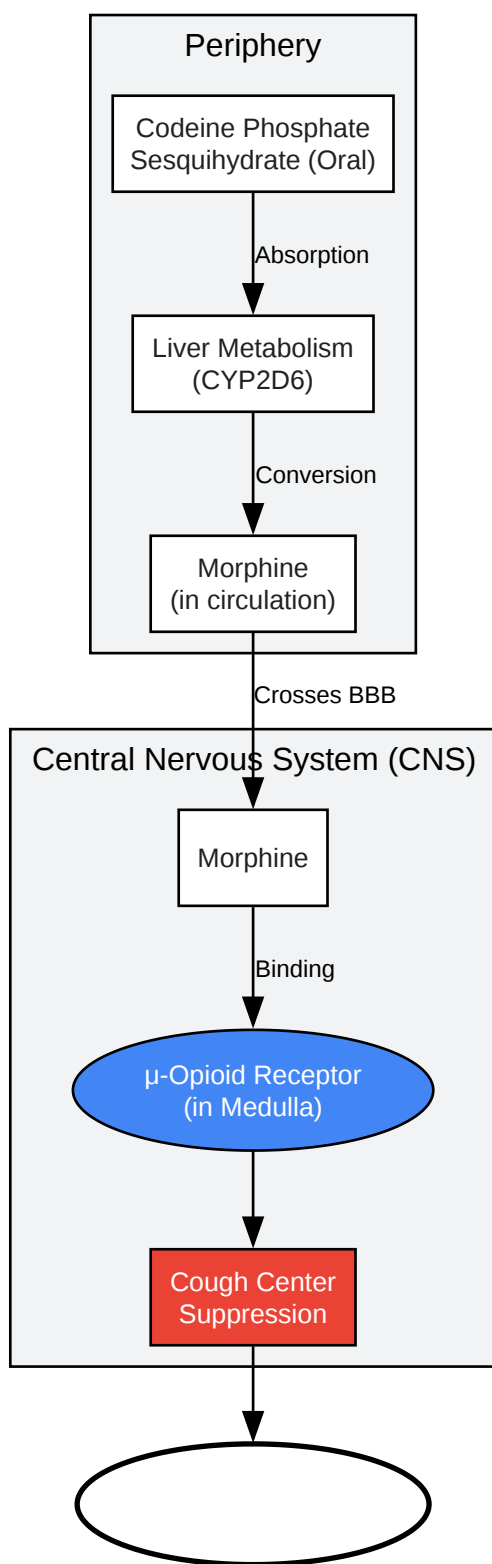 Periphery
Codeine Phosphate
Sesquihydrate (Oral)
Absorption
Liver Metabolism
(CYP2D6)
Conversion
Morphine
(in circulation)
Crosses BBB
Central Nervous System (CNS)
Morphine
Binding
μ-Opioid Receptor
(in Medulla)
Cough Center
Suppression